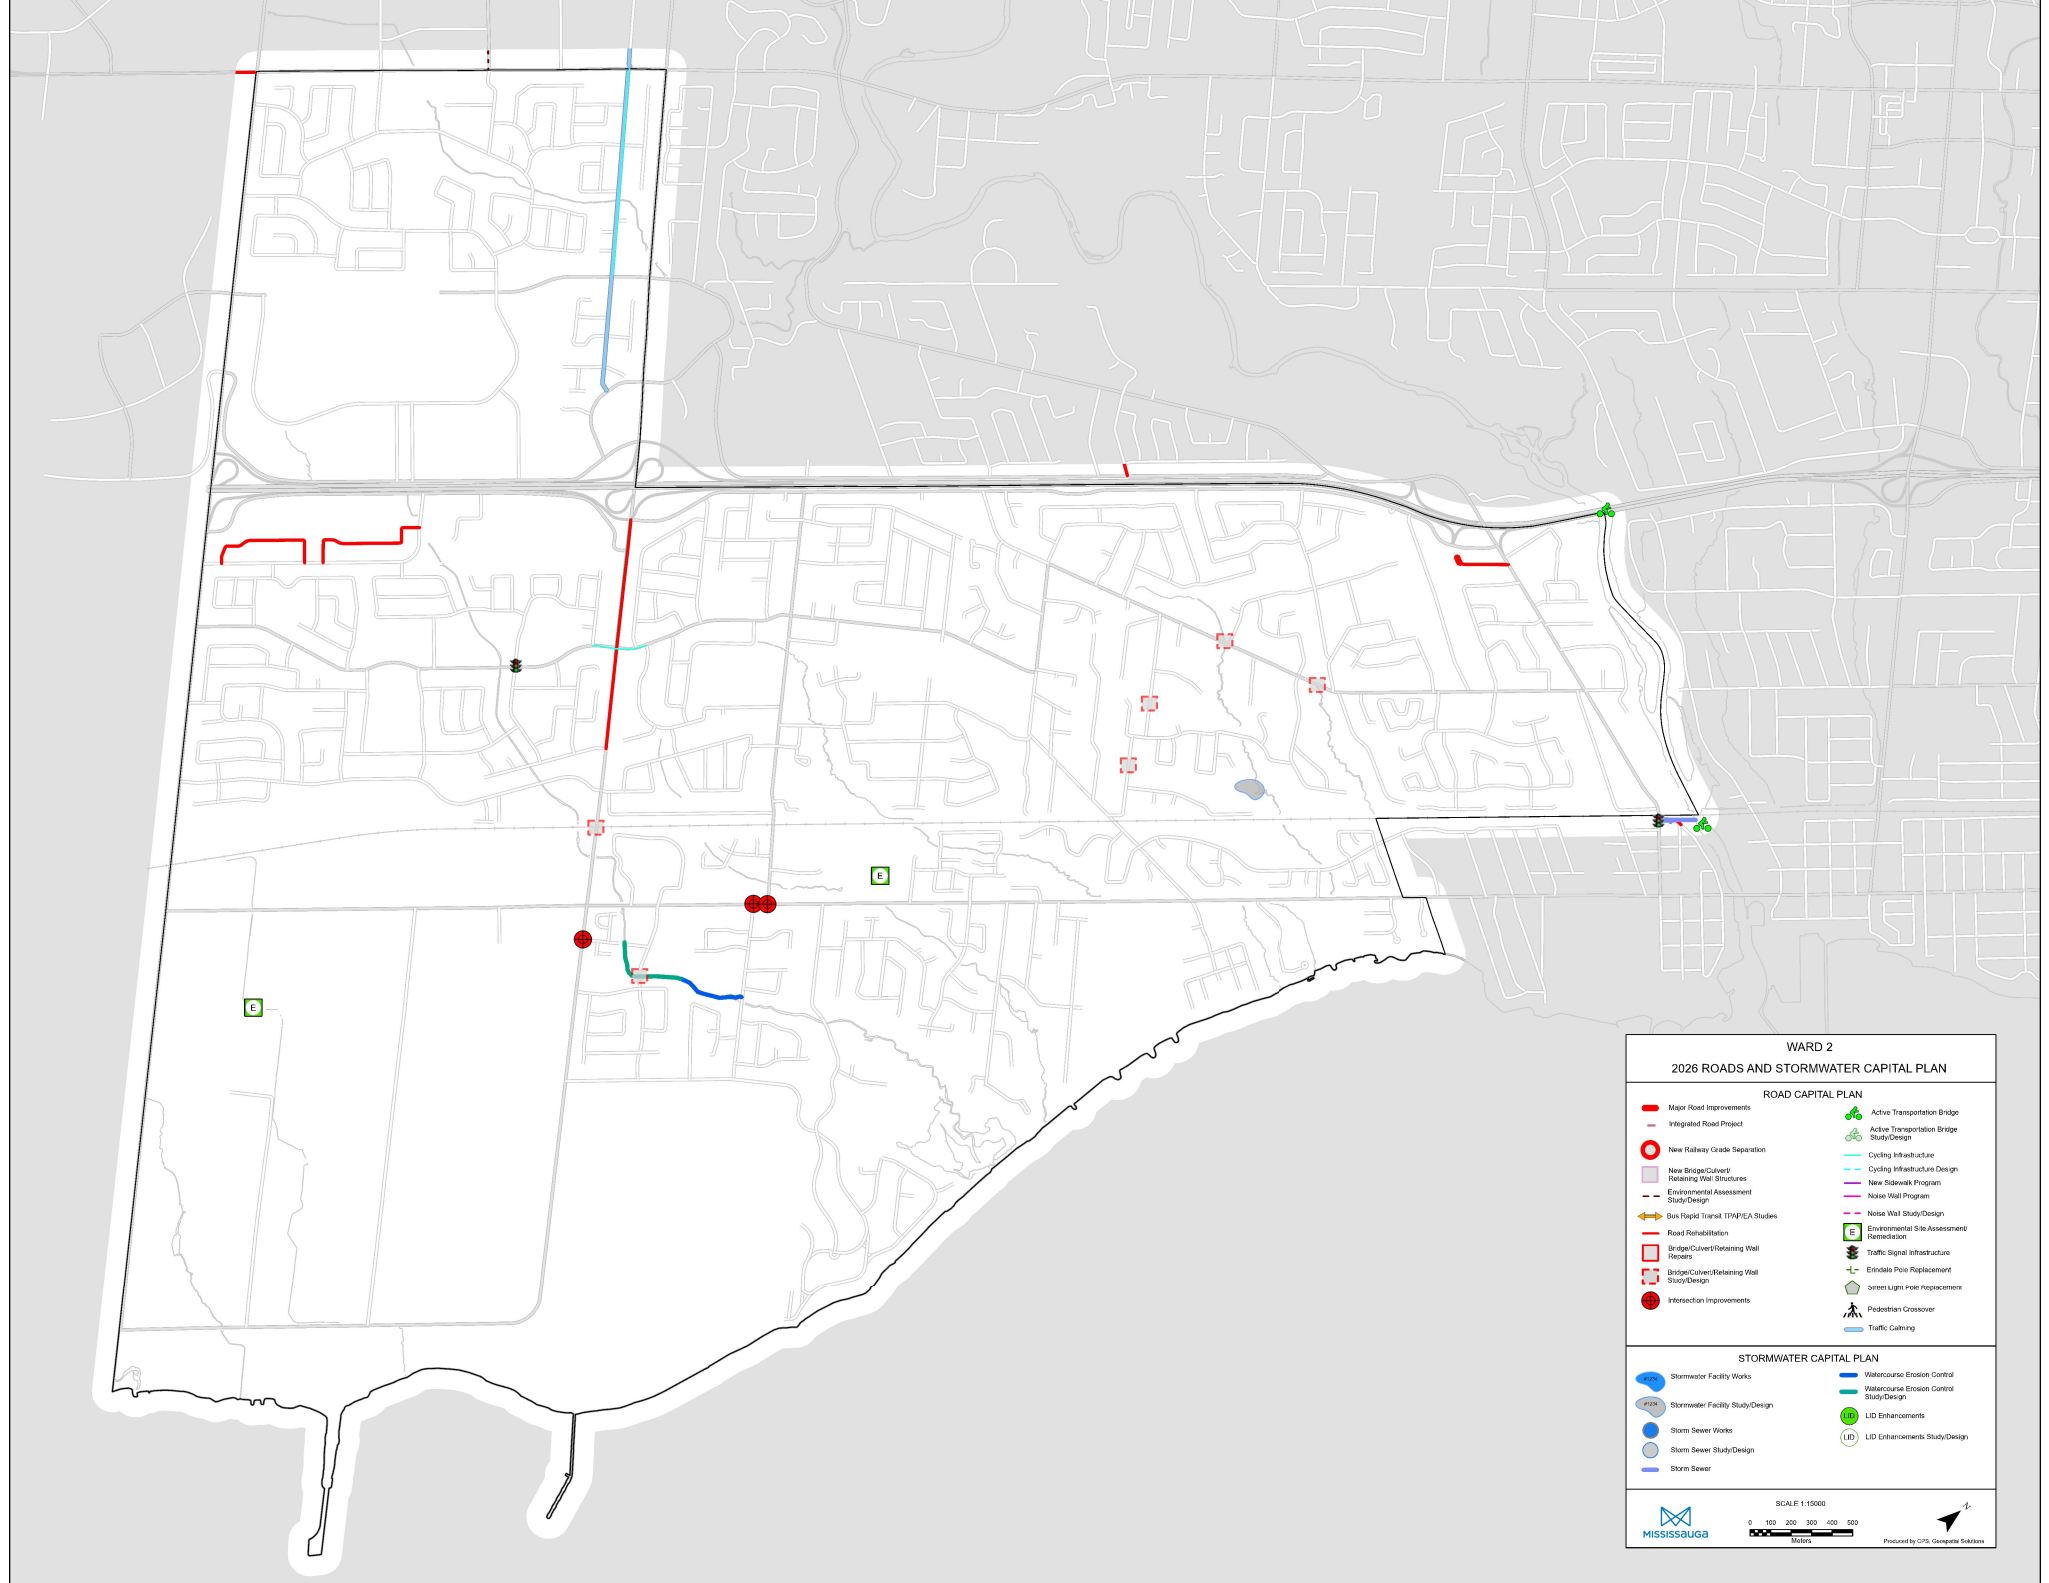 E
E
WARD 2
2026 ROADS AND STORMWATER CAPITAL PLAN
ROAD CAPITAL PLAN
Major Road Improvements
Integrated Road Project
New Railway Grade Separation
New Bridge/Culvert/
Retaining Wall Structures
Environmental Assessment
Study/Design
Bus Rapid Transit TPAP/EA Studies
Road Rehabilitation
Bridge/Culvert/Retaining Wall
Repairs
Bridge/Culvert/Retaining Wall
Study/Design
Intersection Improvements
Active Transportation Bridge
Active Transportation Bridge
Study/Design
Cycling Infrastructure
Cycling Infrastructure Design
New Sidewalk Program
Noise Wall Program
Noise Wall Study/Design
E
Environmental Site Assessment/
Remediation
Traffic Signal Infrastructure
Erindale Pole Replacement
Street Light Pole Replacement
Pedestrian Crossover
Traffic Calming
STORMWATER CAPITAL PLAN
#1234
Stormwater Facility Works
#1234
Stormwater Facility Study/Design
Storm Sewer Works
Storm Sewer Study/Design
Storm Sewer
Watercourse Erosion Control
Watercourse Erosion Control
Study/Design
LID
LID Enhancements
LID
LID Enhancements Study/Design
MISSISSAUGA
SCALE 1:15000
0 100 200 300 400 500
Meters
N
Produced by CPS, Geospatial Solutions